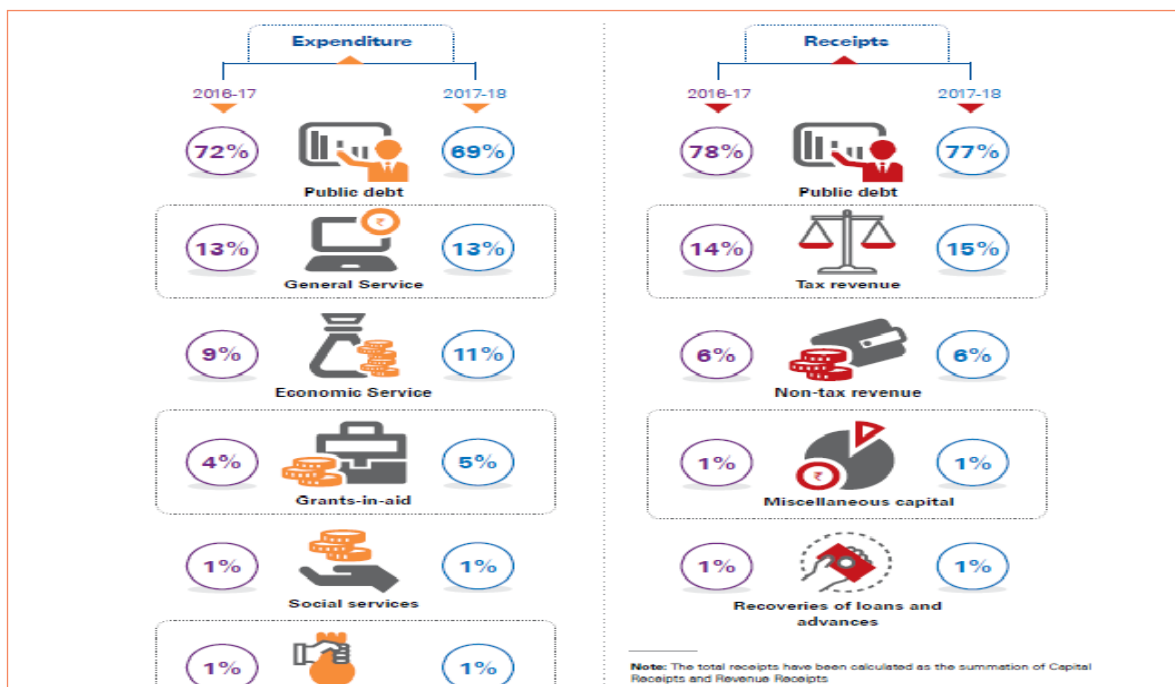 Expenditure
2016-17 2017-18
72% 69%
Public debt
₹
13% 13%
General Service
9% 11%
Economic Service
4% 5%
Grants-in-aid
1% 1%
Social services
1% 1%
Receipts
2016-17 2017-18
78% 77%
Public debt
14% 15%
Tax revenue
6% 6%
Non-tax revenue
1% 1%
₹
Miscellaneous capital
1% 1%
Recoveries of loans and
advances
Note: The total receipts have been calculated as the summation of Capital
Receipts and Revenue Receipts